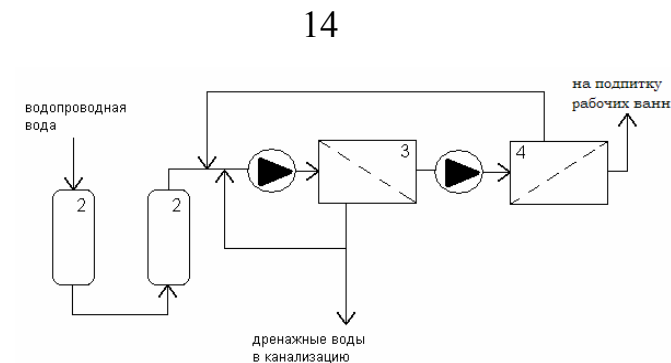 14
на подпитку
рабочих ванн
водопроводная
вода
3
4
2
2
дренажные воды
в канализацию